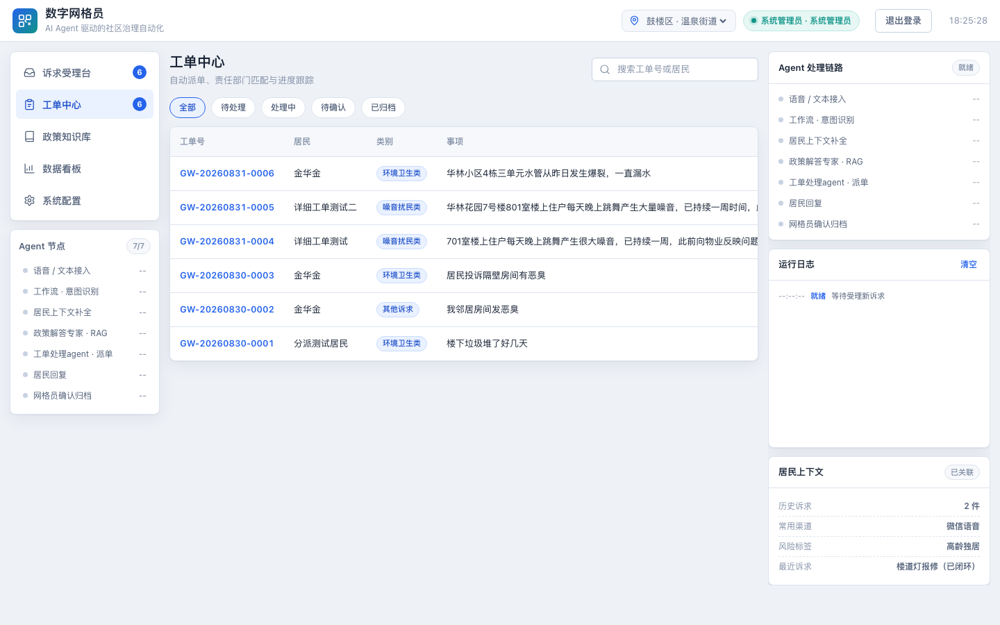 数字网格员
AI Agent 驱动的社区治理自动化
鼓楼区 · 温泉街道
系统管理员 · 系统管理员
退出登录
18:25:28
诉求受理台 6
工单中心 6
政策知识库
数据看板
系统配置
Agent 节点 7/7
语音 / 文本接入 --
工作流 · 意图识别 --
居民上下文补全 --
政策解答专家 · RAG --
工单处理agent · 派单 --
居民回复 --
网格员确认归档 --
工单中心
自动派单、责任部门匹配与进度跟踪
搜索工单号或居民
全部 待处理 处理中 待确认 已归档
工单号 居民 类别 事项
GW-20260831-0006 金华金 环境卫生类 华林小区4栋三单元水管从昨日发生爆裂，一直漏水
GW-20260831-0005 详细工单测试二 噪音扰民类 华林花园7号楼801室楼上住户每天晚上跳舞产生大量噪音，已持续一周时间，
GW-20260831-0004 详细工单测试 噪音扰民类 701室楼上住户每天晚上跳舞产生很大噪音，已持续一周，此前向物业反映问题
GW-20260830-0003 金华金 环境卫生类 居民投诉隔壁房间有恶臭
GW-20260830-0002 金华金 其他诉求 我邻居房间发恶臭
GW-20260830-0001 分派测试居民 环境卫生类 楼下垃圾堆了好几天
Agent 处理链路 就绪
语音 / 文本接入 --
工作流 · 意图识别 --
居民上下文补全 --
政策解答专家 · RAG --
工单处理agent · 派单 --
居民回复 --
网格员确认归档 --
运行日志 清空
--:--:-- 就绪 等待受理新诉求
居民上下文 已关联
历史诉求 2 件
常用渠道 微信语音
风险标签 高龄独居
最近诉求 楼道灯报修（已闭环）